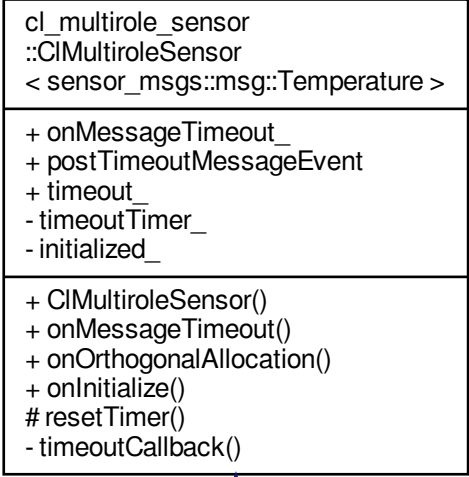 cl_multirole_sensor
::ClMultiroleSensor
< sensor_msgs::msg::Temperature >
+ onMessageTimeout_
+ postTimeoutMessageEvent
+ timeout_
- timeoutTimer_
- initialized_
+ ClMultiroleSensor()
+ onMessageTimeout()
+ onOrthogonalAllocation()
+ onInitialize()
# resetTimer()
- timeoutCallback()